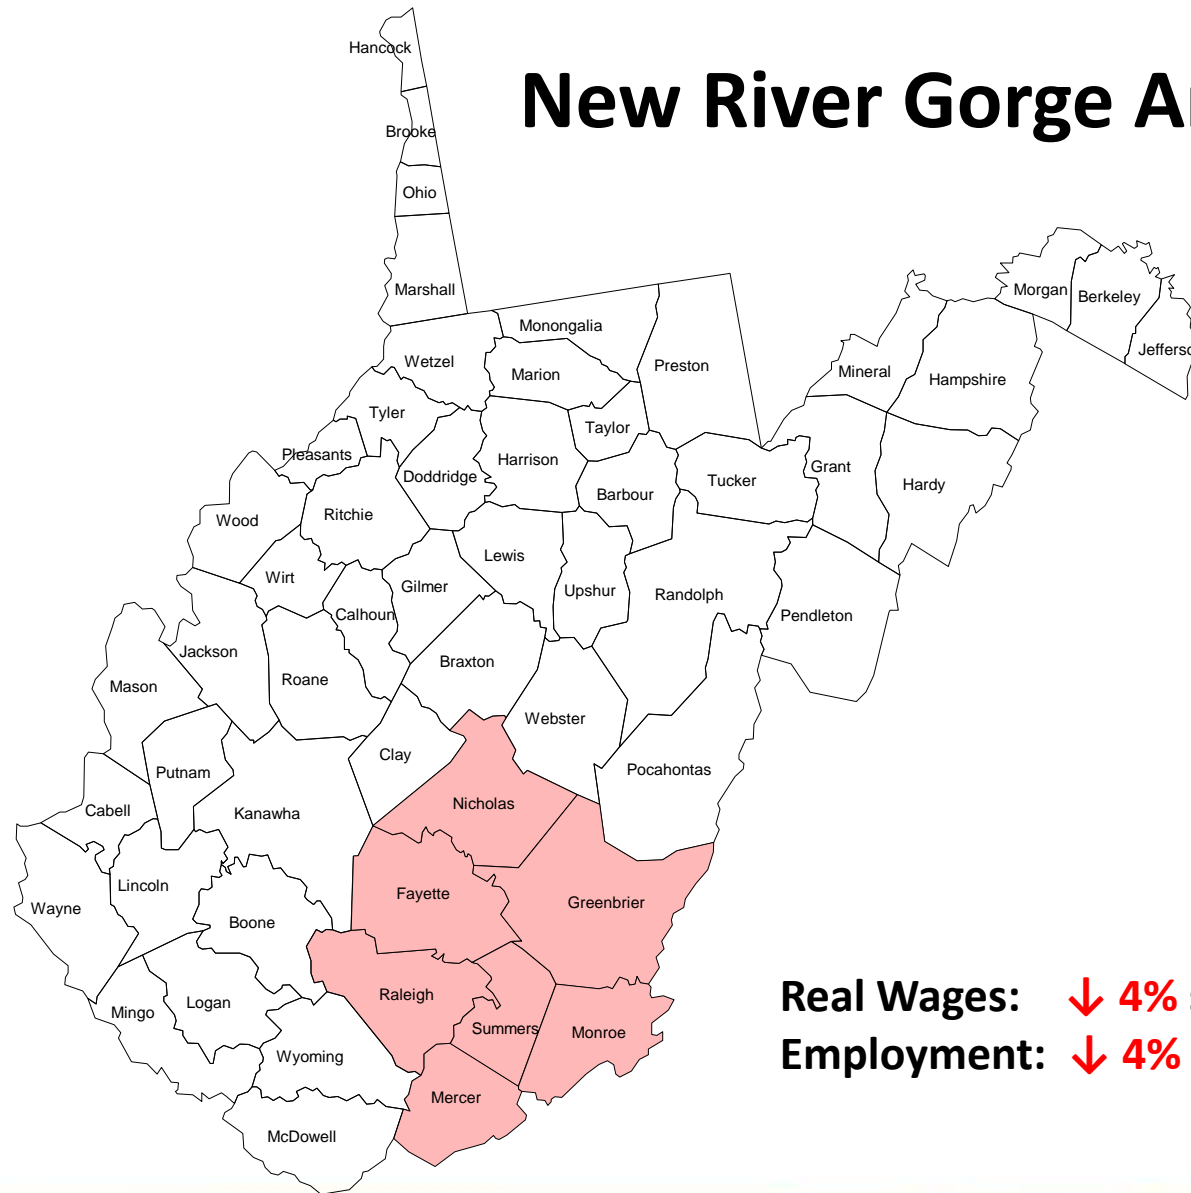 Hancock
New River Gorge
Brooke
Ohio
Marshall
Morgan
Berkeley
Monongalia
Jefferso
Wetzel
Marion
Preston
Mineral
Hampshire
Tyler
Taylor
Pleasants
Harrison
Doddridge
Barbour
Tucker
Grant
Hardy
Wood
Ritchie
Lewis
Wirt
Gilmer
Upshur
Randolph
Calhoun
Pendleton
Jackson
Braxton
Roane
Mason
Webster
Clay
Putnam
Pocahontas
Cabell
Kanawha
Nicholas
Lincoln
Fayette
Greenbrier
Wayne
Boone
Raleigh
Logan
Mingo
Summers
Monroe
Real Wages: ↓ 4%
Employment: ↓ 4%
Wyoming
Mercer
McDowell